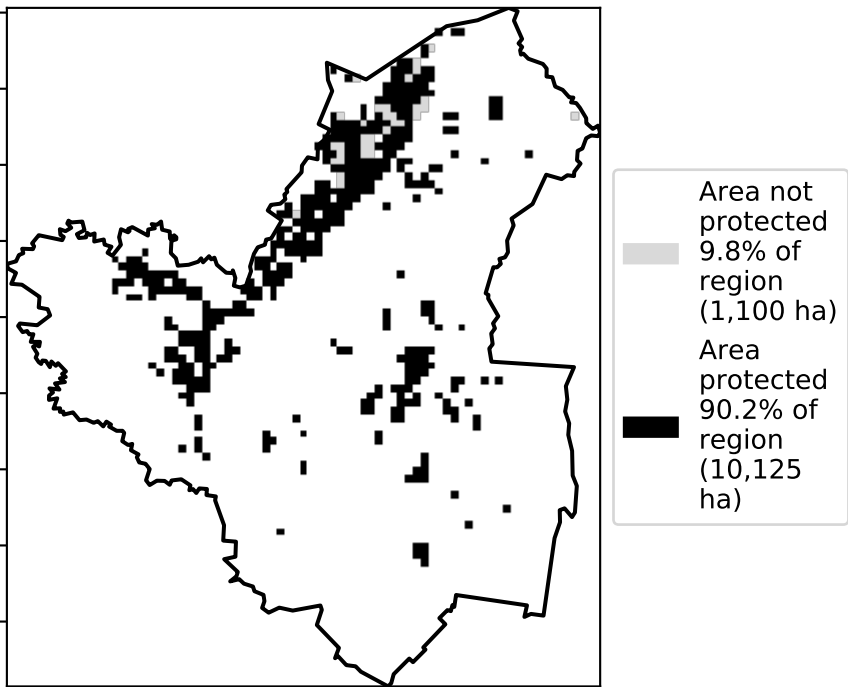 Area not
protected
9.8% of
region
(1,100 ha)
Area
protected
90.2% of
region
(10,125
ha)